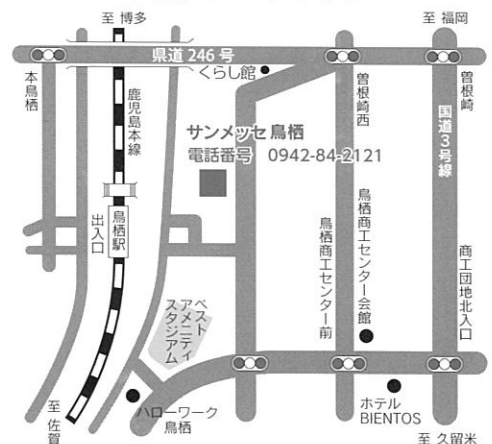 至 博多
至 福岡
県道 246 号
くらし館
本鳥栖
鹿児島本線
曽根崎西
曽根崎
国道3号線
サンメッセ 鳥栖
電話番号　0942-84-2121
出入口
鳥栖駅
鳥栖商工センター前
鳥栖商工センター会館
商工団地北入口
ベスト
アメニティ
スタジアム
至 佐賀
ハローワーク
鳥栖
ホテル
BIENTOS
至 久留米